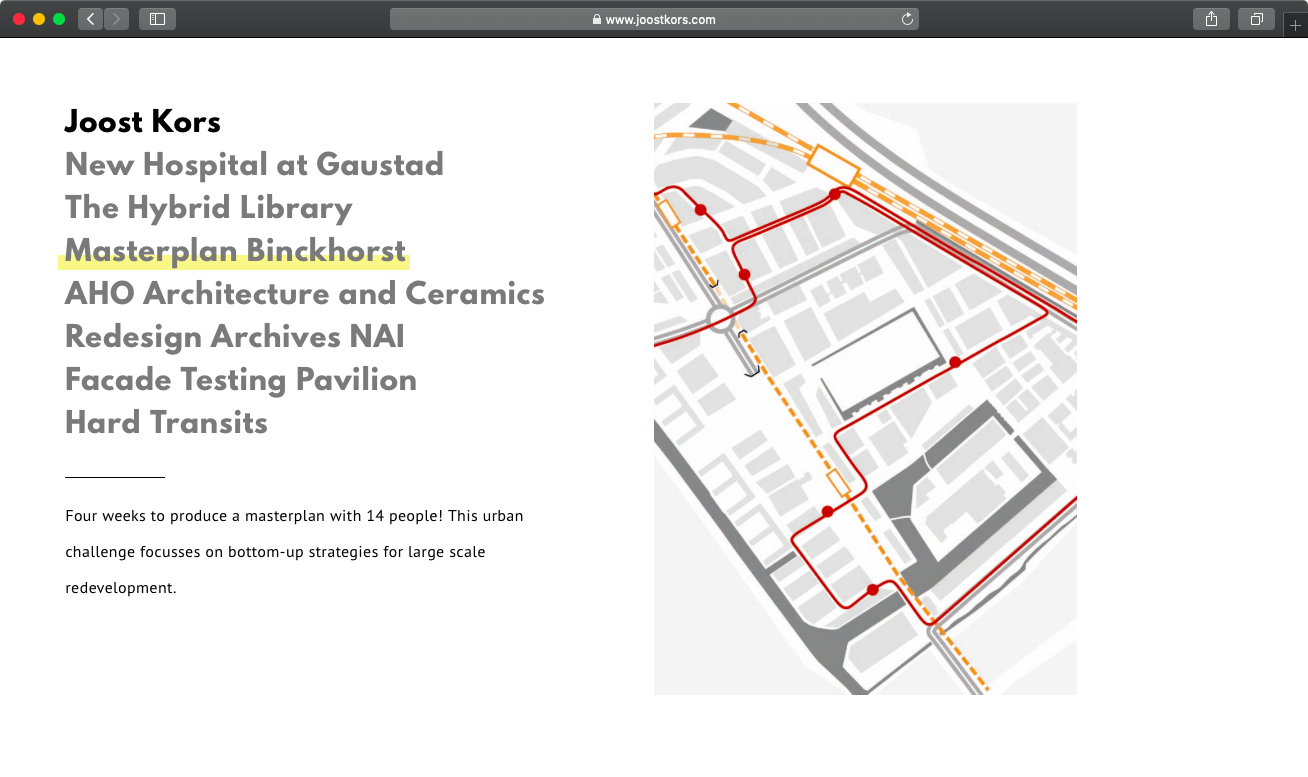 www.joostkors.com
Joost Kors
New Hospital at Gaustad
The Hybrid Library
Masterplan Binckhorst
AHO Architecture and Ceramics
Redesign Archives NAI
Facade Testing Pavilion
Hard Transits
Four weeks to produce a masterplan with 14 people! This urban
challenge focusses on bottom-up strategies for large scale
redevelopment.